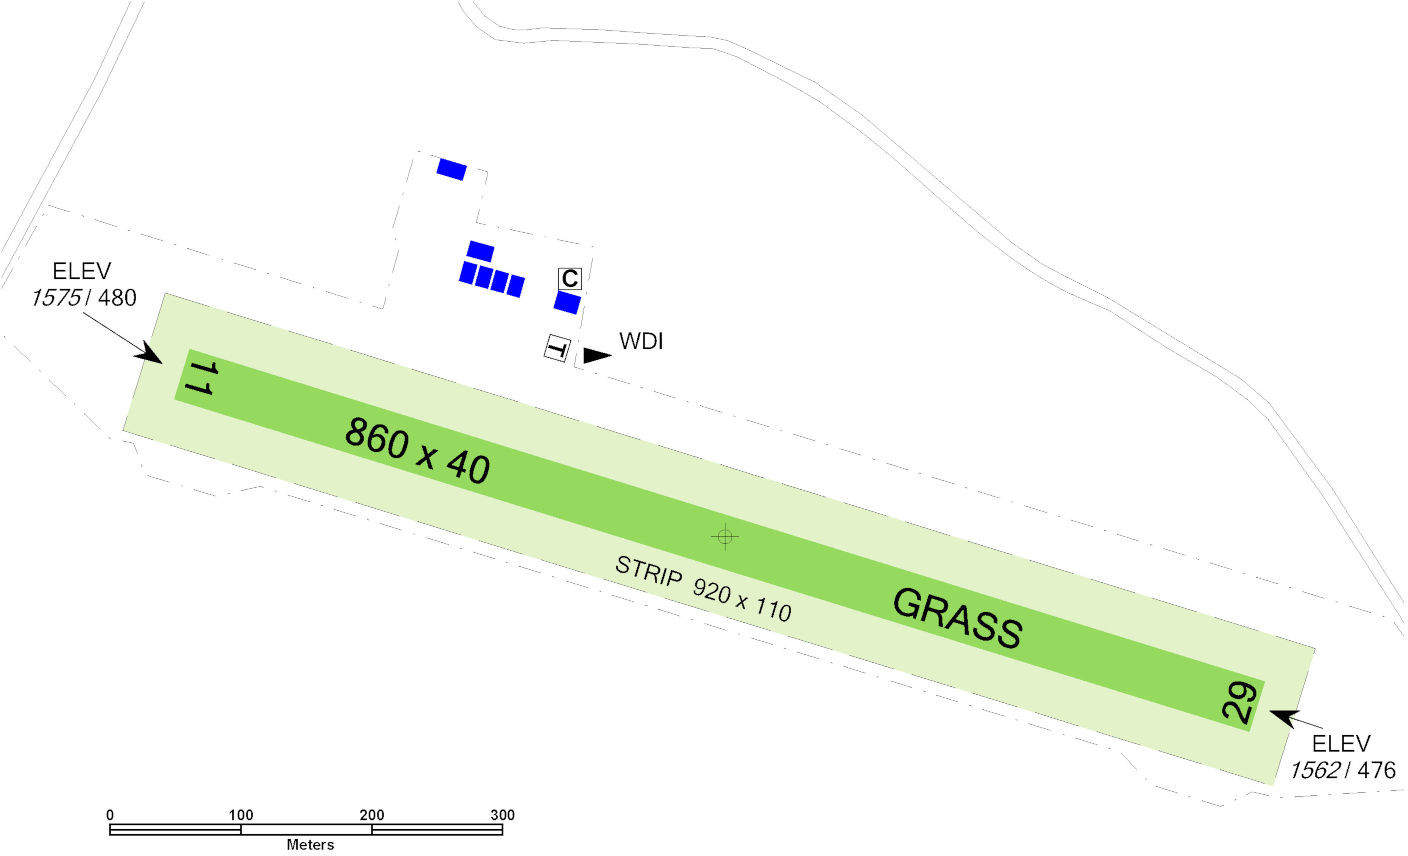 ELEV
1575 / 480
C
T
WDI
11
860 x 40
STRIP 920 x 110
GRASS
29
ELEV
1562 / 476
0 100 200 300
Meters